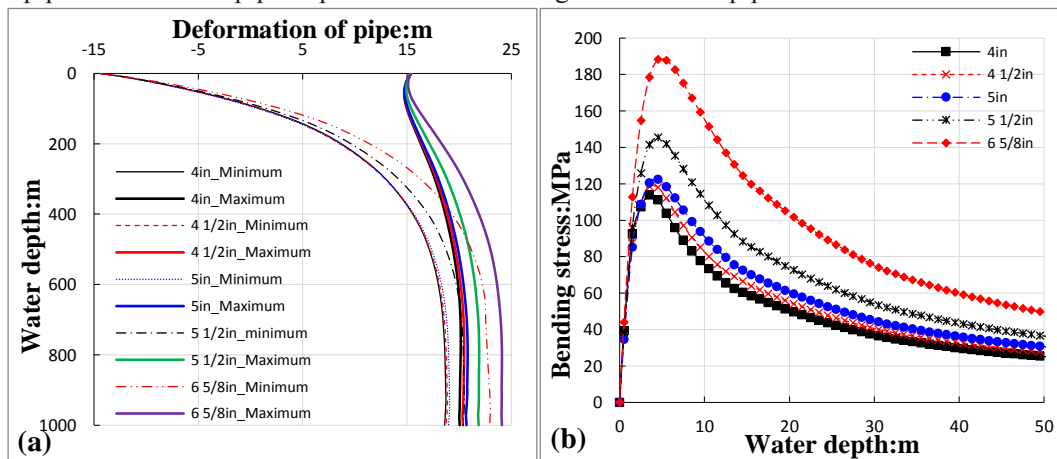 Deformation of pipe:m
-15 -5 5 15 25
Water depth:m
0
200
400
600
800
1000
4in_Minimum
4in_Maximum
4 1/2in_Minimum
4 1/2in_Maximum
5in_Minimum
5in_Maximum
5 1/2in_minimum
5 1/2in_Maximum
6 5/8in_Minimum
6 5/8in_Maximum
(a)
Bending stress:MPa
200
180
160
140
120
100
80
60
40
20
0
4in
4 1/2in
5in
5 1/2in
6 5/8in
0 10 20 30 40 50
Water depth:m
(b)